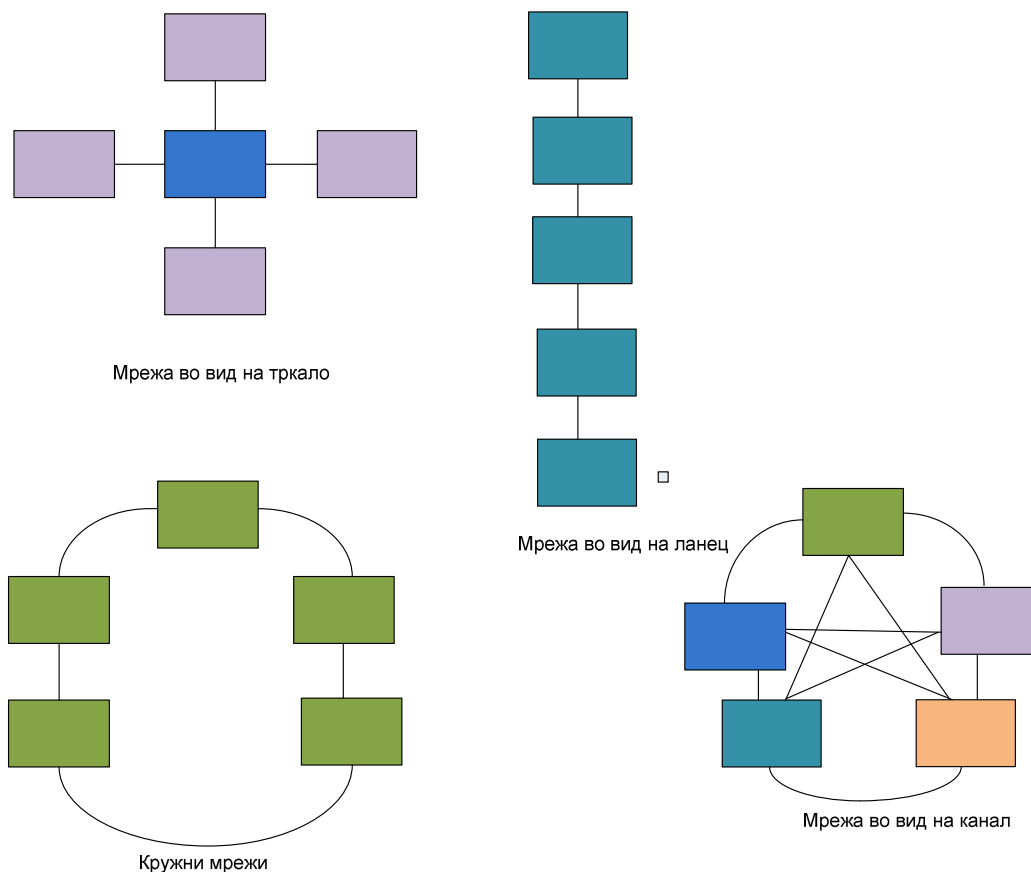 Мрежа во вид на тркало
Мрежа во вид на ланец
Мрежа во вид на канал
Кружни мрежи